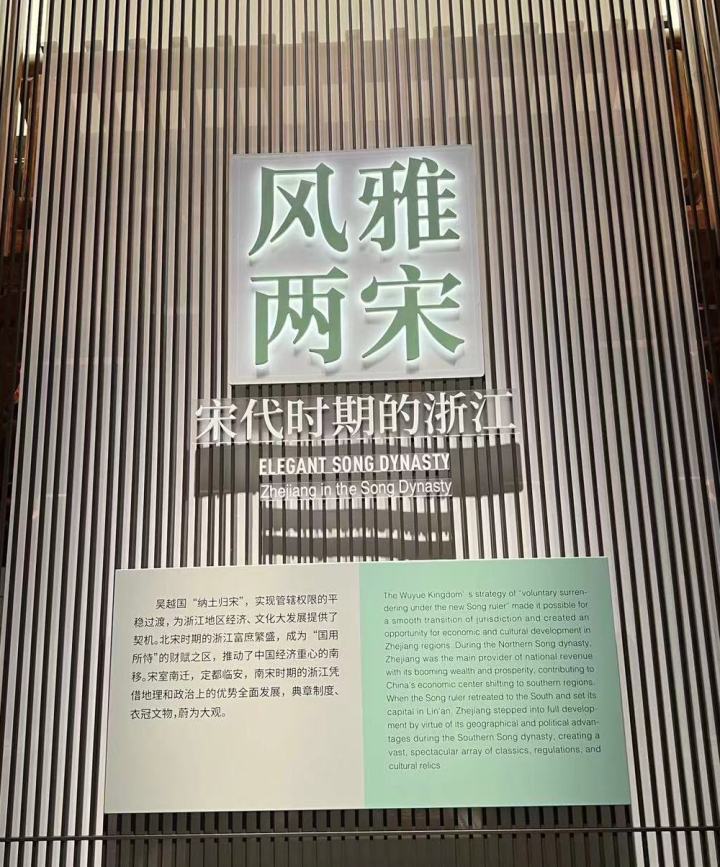 风雅
两宋
宋代时期的浙江
ELEGANT SONG DYNASTY
Zhejiang in the Song Dynasty
吴越国“纳土归宋”，实现管辖权限的平
稳过渡，为浙江地区经济、文化大发展提供了
契机。北宋时期的浙江富庶繁盛，成为“国用
所恃”的财赋之区，推动了中国经济重心的南
移。宋室南迁，定都临安，南宋时期的浙江凭
借地理和政治上的优势全面发展，典章制度、
衣冠文物，蔚为大观。
The Wuyue Kingdom' s strategy of "voluntary surren-
dering under the new Song ruler" made it possible for
a smooth transition of jurisdiction and created an
opportunity for economic and cultural development in
Zhejiang regions. During the Northern Song dynasty,
Zhejiang was the main provider of national revenue
with its booming wealth and prosperity, contributing to
China's economic center shifting to southern regions.
When the Song ruler retreated to the South and set its
capital in Lin'an, Zhejiang stepped into full develop-
ment by virtue of its geographical and political advan-
tages during the Southern Song dynasty, creating a
vast, spectacular array of classics, regulations, and
cultural relics.